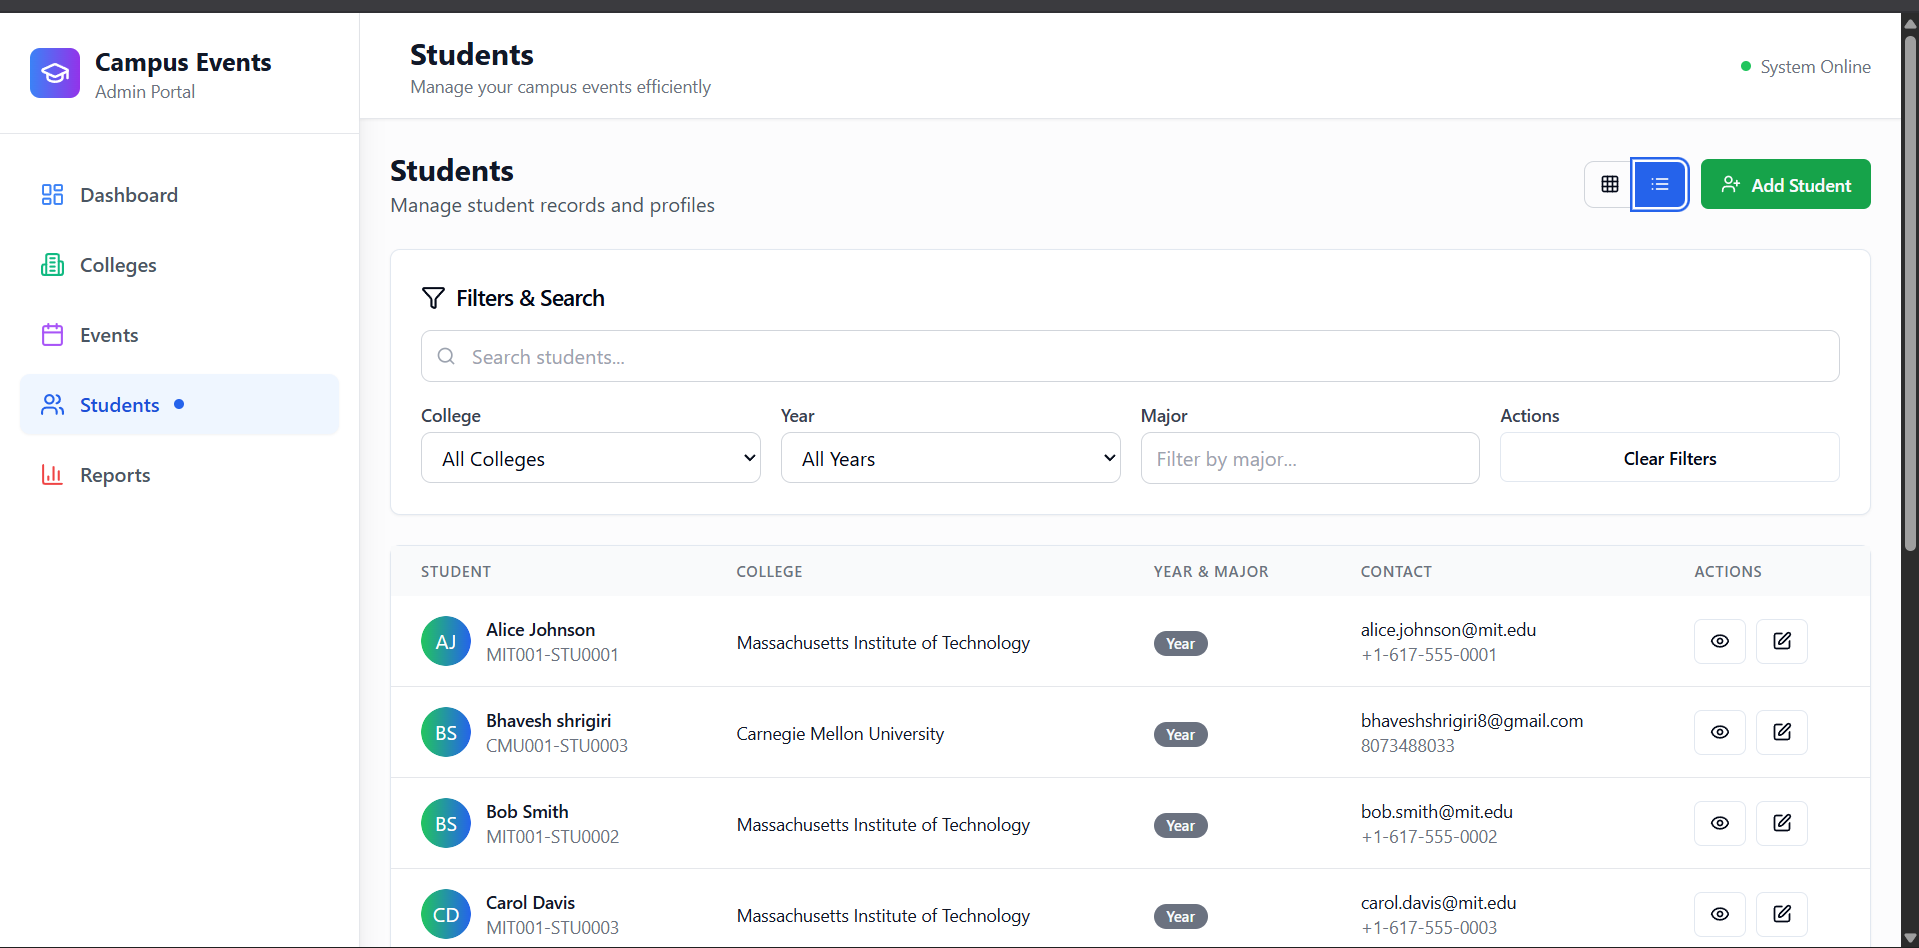 Campus Events
Admin Portal
Dashboard
Colleges
Events
Students
Reports
Students
Manage your campus events efficiently
System Online
Students
Manage student records and profiles
Add Student
Filters & Search
Search students...
College
Year
Major
Actions
All Colleges
All Years
Filter by major...
Clear Filters
STUDENT COLLEGE YEAR & MAJOR CONTACT ACTIONS
AJ
Alice Johnson
MIT001-STU0001
Massachusetts Institute of Technology
Year
alice.johnson@mit.edu
+1-617-555-0001
BS
Bhavesh shrigiri
CMU001-STU0003
Carnegie Mellon University
Year
bhaveshshrigiri8@gmail.com
8073488033
BS
Bob Smith
MIT001-STU0002
Massachusetts Institute of Technology
Year
bob.smith@mit.edu
+1-617-555-0002
CD
Carol Davis
MIT001-STU0003
Massachusetts Institute of Technology
Year
carol.davis@mit.edu
+1-617-555-0003